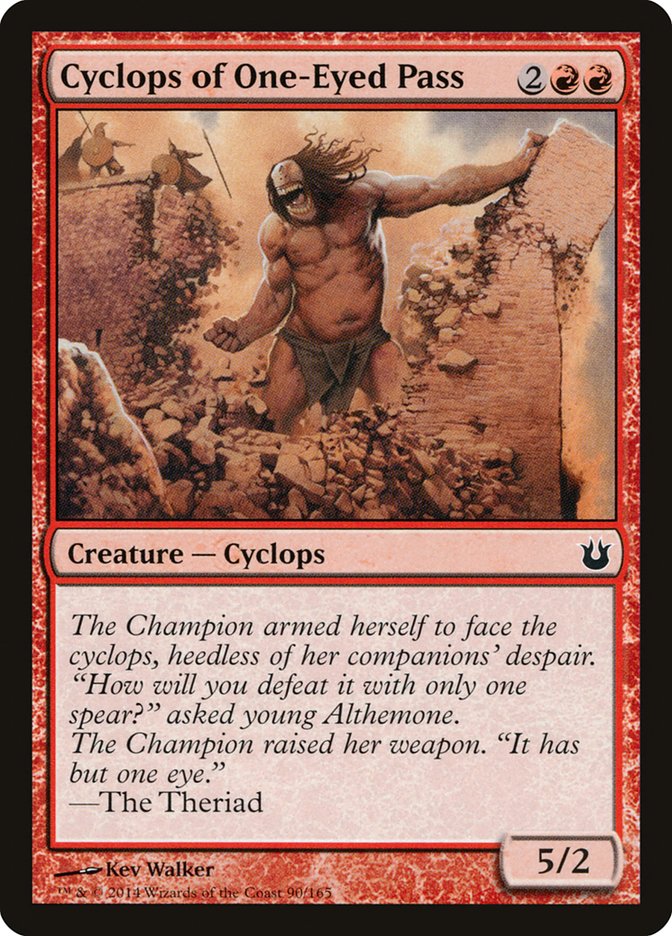 Cyclops of One-Eyed Pass 2
Creature — Cyclops
The Champion armed herself to face the
cyclops, heedless of her companions’ despair.
“How will you defeat it with only one
spear?” asked young Althemone.
The Champion raised her weapon. “It has
but one eye.”
—The Theriad
5/2
Kev Walker
™ & © 2014 Wizards of the Coast 90/165